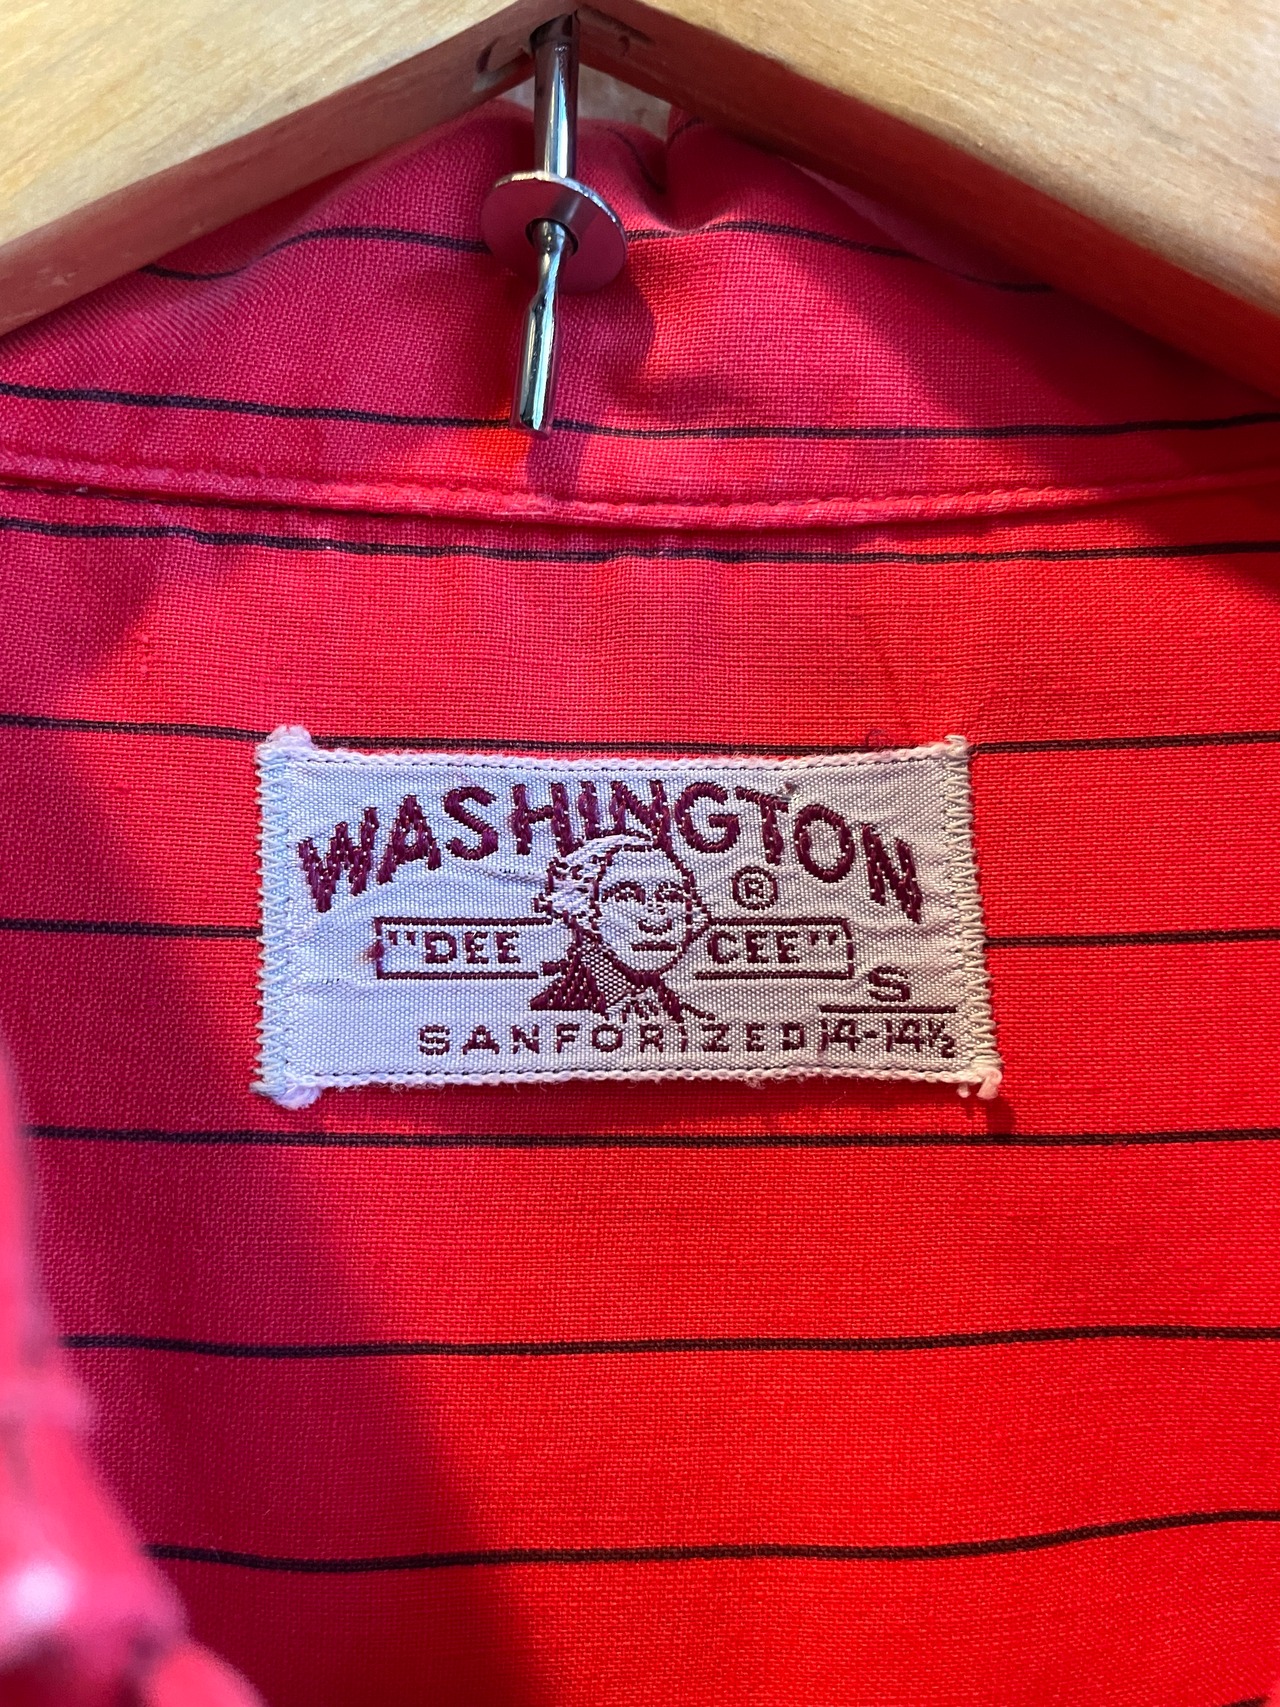 WASHINGTON
®
"DEE CEE"
S
SANFORIZED 14-14½